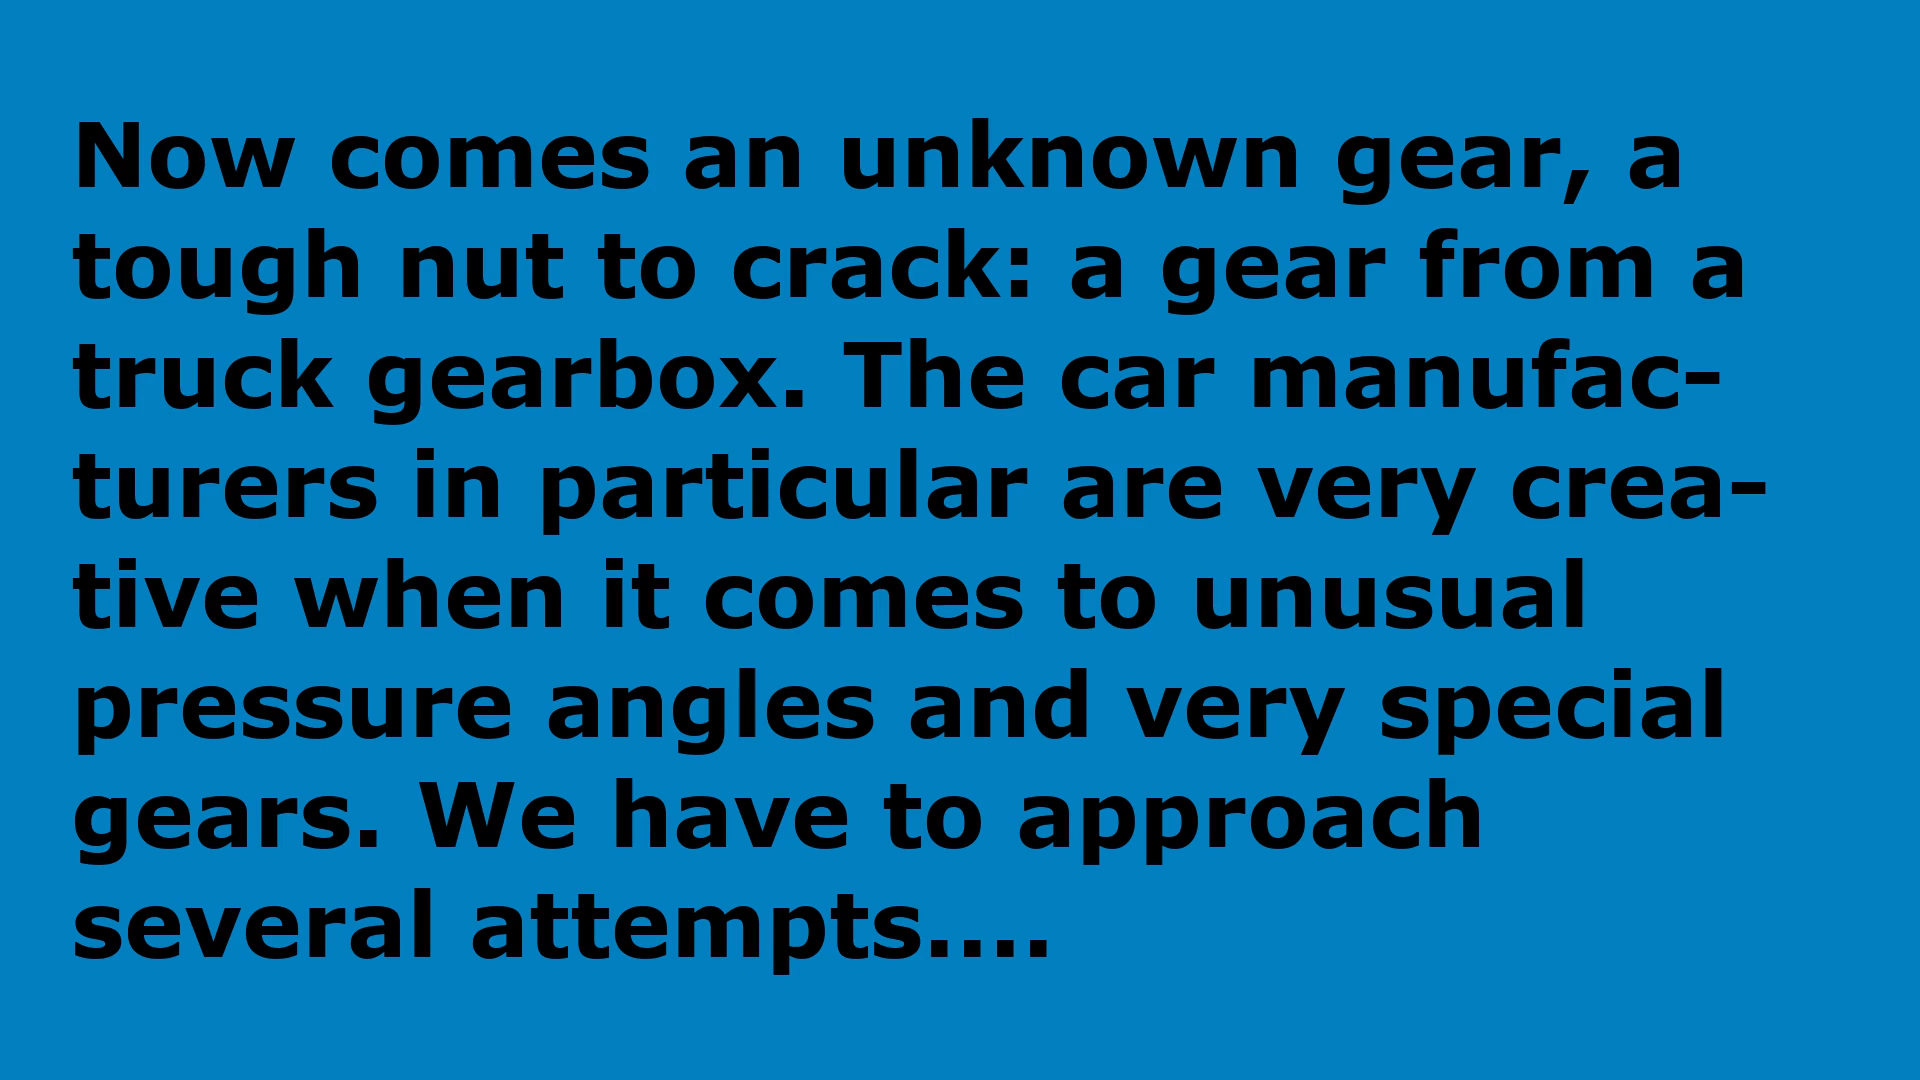 Now comes an unknown gear, a
tough nut to crack: a gear from a
truck gearbox. The car manufac-
turers in particular are very crea-
tive when it comes to unusual
pressure angles and very special
gears. We have to approach
several attempts....